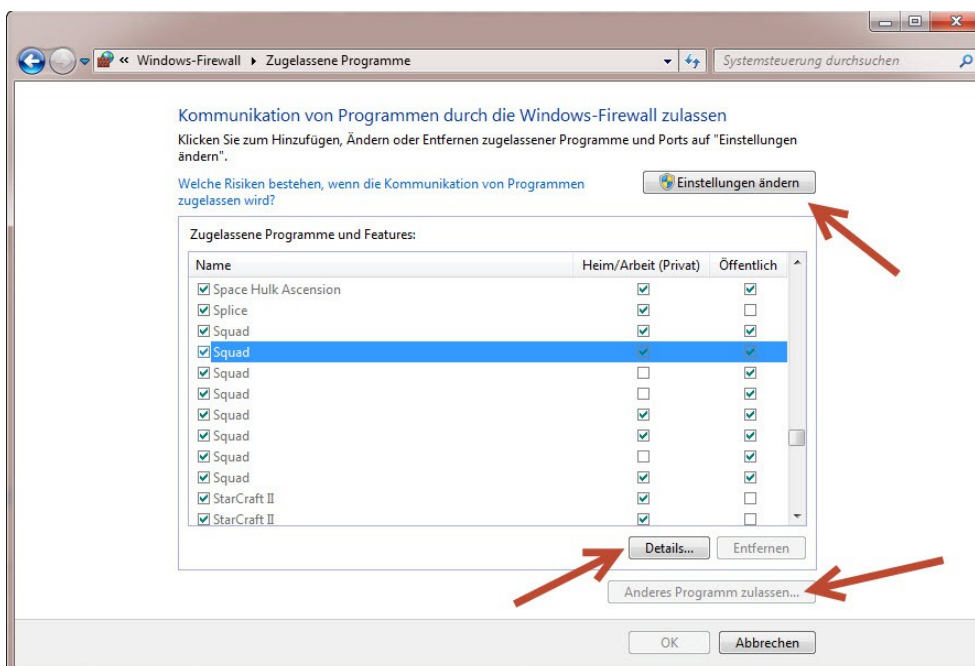 « Windows-Firewall ▸ Zugelassene Programme
Systemsteuerung durchsuchen
Kommunikation von Programmen durch die Windows-Firewall zulassen
Klicken Sie zum Hinzufügen, Ändern oder Entfernen zugelassener Programme und Ports auf "Einstellungen
ändern".
Welche Risiken bestehen, wenn die Kommunikation von Programmen
zugelassen wird?
Einstellungen ändern
Zugelassene Programme und Features:
Name Heim/Arbeit (Privat) Öffentlich
Space Hulk Ascension
Splice
Squad
Squad
Squad
Squad
Squad
Squad
Squad
Squad
StarCraft II
StarCraft II
Details... Entfernen
Anderes Programm zulassen...
OK Abbrechen